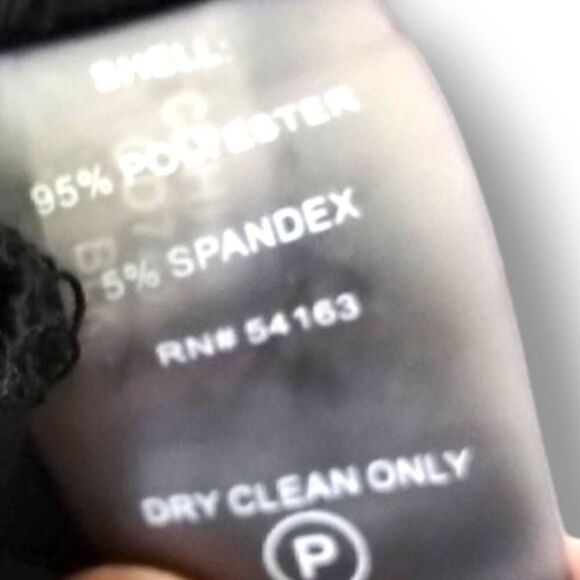 SHELL:
95% POLYESTER
5% SPANDEX
RN# 54163
DRY CLEAN ONLY
P